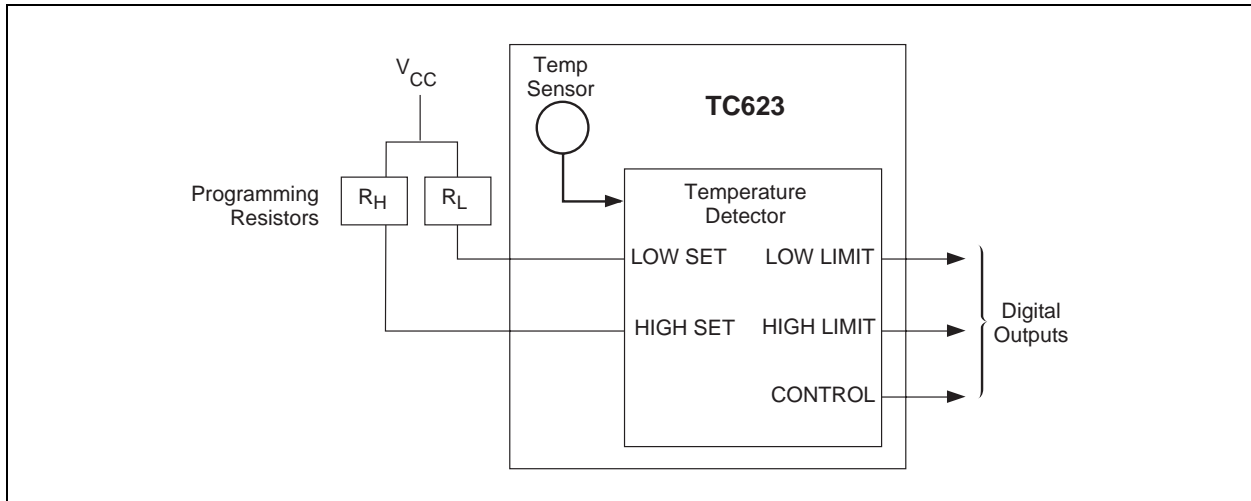 Temp
Sensor
TC623
VCC
Programming
Resistors
RH
RL
Temperature
Detector
LOW SET
LOW LIMIT
HIGH SET
HIGH LIMIT
CONTROL
Digital
Outputs